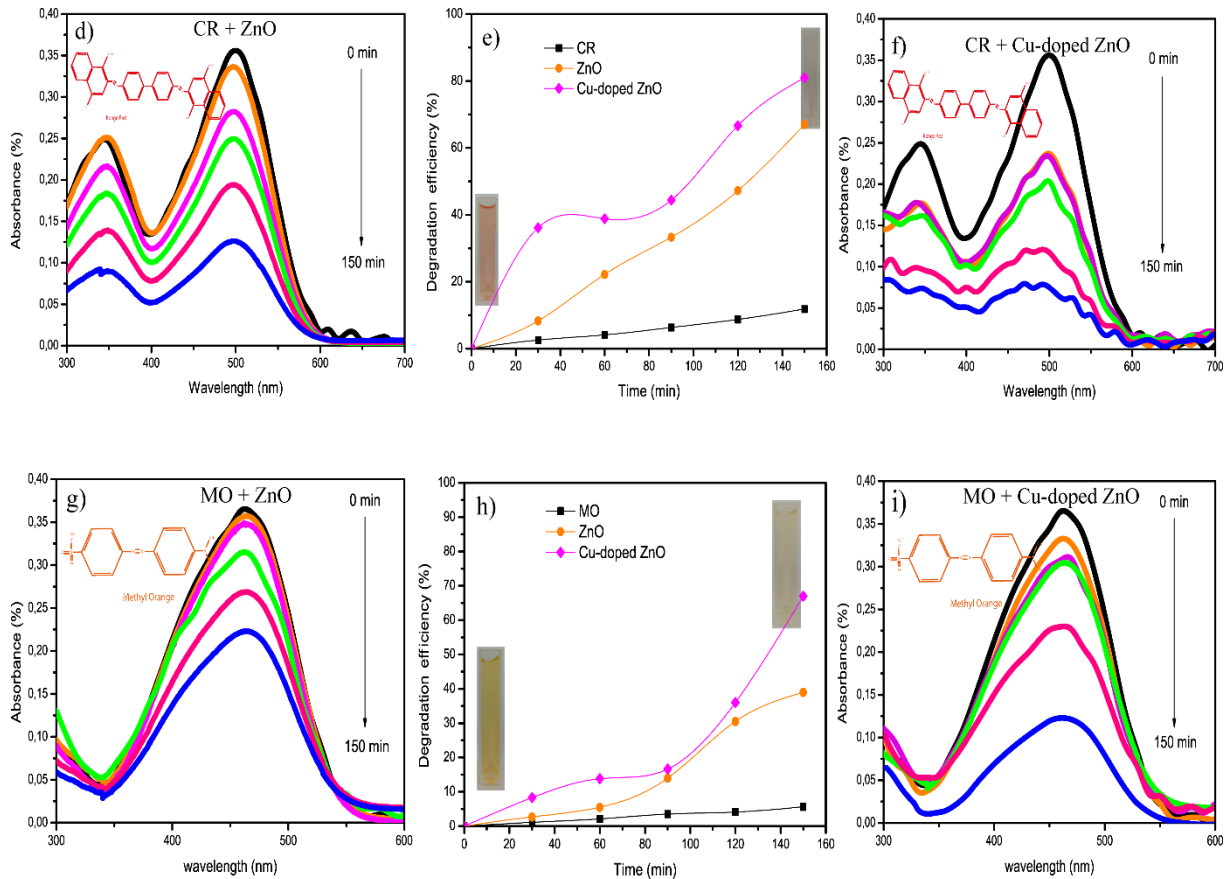 d)
CR + ZnO
0 min
150 min
Absorbance (%)
0,40
0,35
0,30
0,25
0,20
0,15
0,10
0,05
0,00
300
400
500
600
700
Wavelength (nm)
e)
CR
ZnO
Cu-doped ZnO
Degradation efficiency (%)
100
80
60
40
20
0
0
20
40
60
80
100
120
140
160
Time (min)
f)
CR + Cu-doped ZnO
0 min
150 min
Absorbance (%)
0,40
0,35
0,30
0,25
0,20
0,15
0,10
0,05
0,00
300
400
500
600
700
Wavelength (nm)
g)
MO + ZnO
0 min
150 min
Methyl Orange
Absorbance (%)
0,40
0,35
0,30
0,25
0,20
0,15
0,10
0,05
0,00
300
400
500
600
wavelength (nm)
h)
MO
ZnO
Cu-doped ZnO
Degradation efficiency (%)
100
90
80
70
60
50
40
30
20
10
0
0
20
40
60
80
100
120
140
160
Time (min)
i)
MO + Cu-doped ZnO
0 min
150 min
Methyl Orange
Absorbance (%)
0,40
0,35
0,30
0,25
0,20
0,15
0,10
0,05
0,00
300
400
500
600
wavelength (nm)